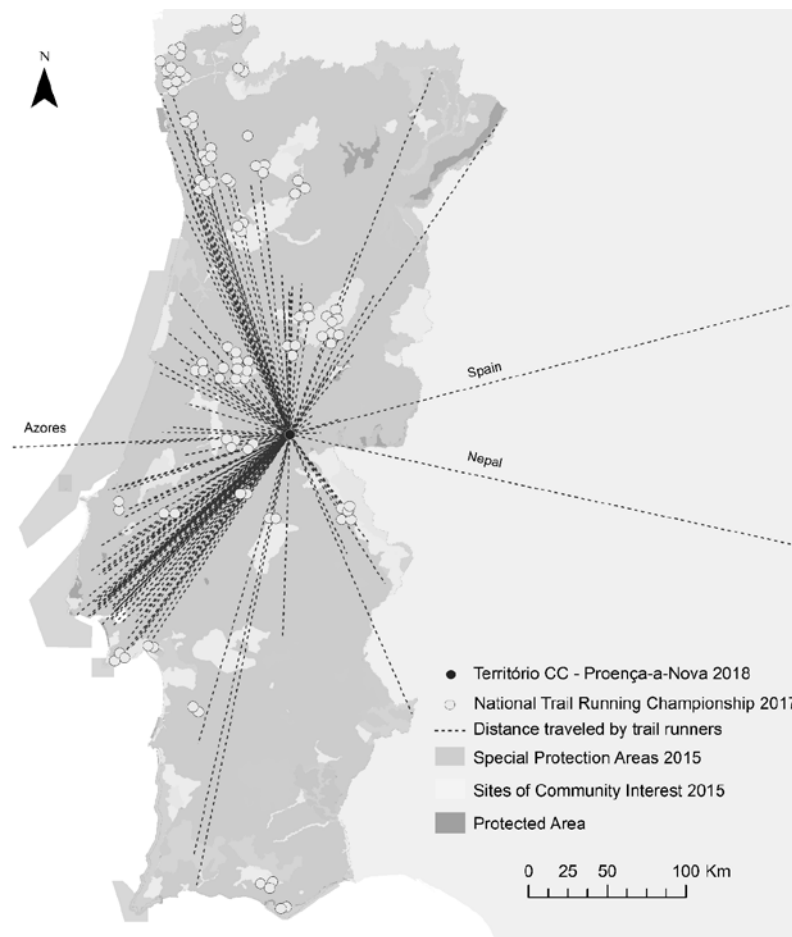 N
Spain
Azores
Nepal
Território CC - Proença-a-Nova 2018
National Trail Running Championship 2017
Distance traveled by trail runners
Special Protection Areas 2015
Sites of Community Interest 2015
Protected Area
0 25 50 100 Km